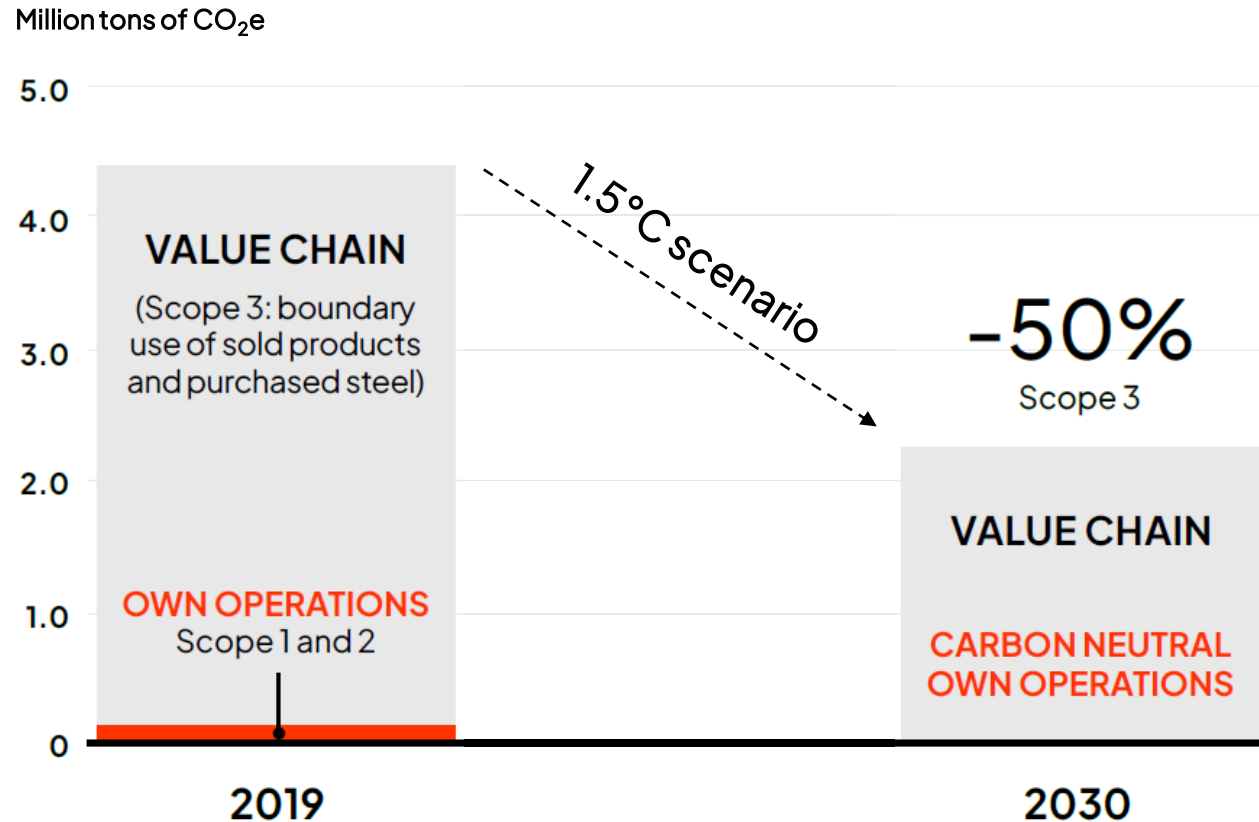 Million tons of CO₂e
5.0
4.0
3.0
2.0
1.0
0
VALUE CHAIN
(Scope 3: boundary
use of sold products
and purchased steel)
OWN OPERATIONS
Scope 1 and 2
1.5°C scenario
-50%
Scope 3
VALUE CHAIN
CARBON NEUTRAL
OWN OPERATIONS
2019
2030